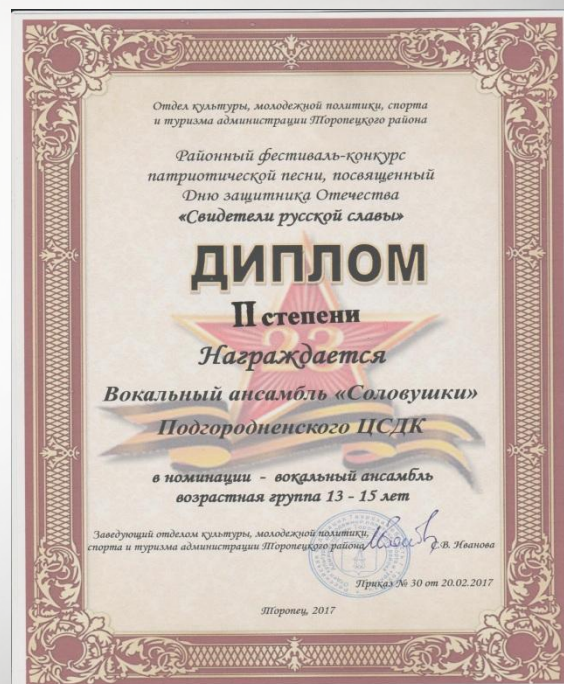 Отдел культуры, молодежной политики, спорта
и туризма администрации Торопецкого района
Районный фестиваль-конкурс
патриотической песни, посвященный
Дню защитника Отечества
«Свидетели русской славы»
ДИПЛОМ
II степени
23
Награждается
Вокальный ансамбль «Соловушки»
Подгородненского ЦСДК
в номинации - вокальный ансамбль
возрастная группа 13 - 15 лет
Заведующий отделом культуры, молодежной политики,
спорта и туризма администрации Торопецкого района
С.В. Иванова
Приказ № 30 от 20.02.2017
Торопец, 2017